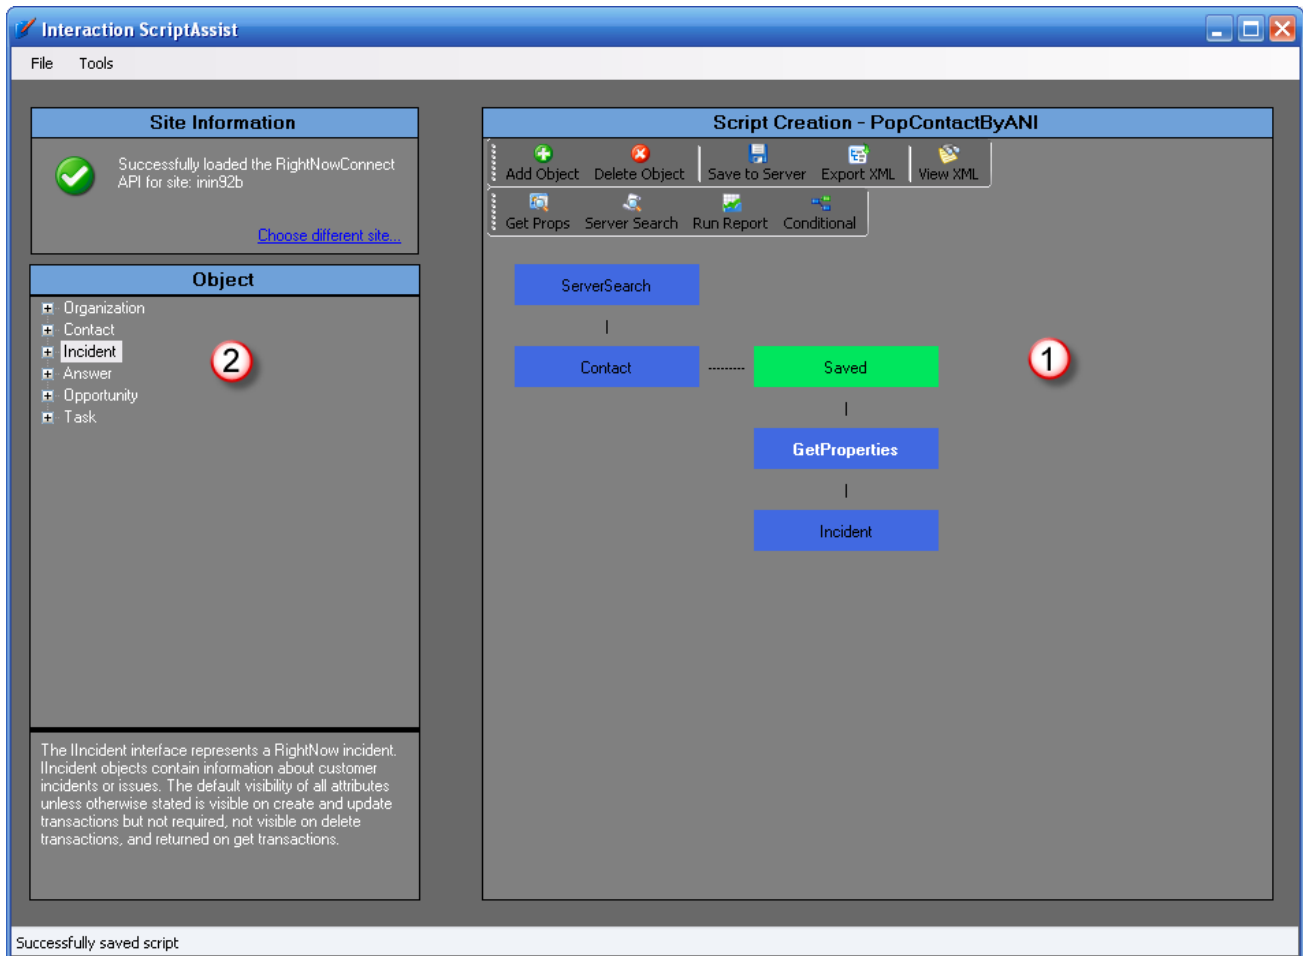 Interaction ScriptAssist
File Tools
Site Information
Successfully loaded the RightNowConnect
API for site: inin92b
Choose different site...
Object
Organization
Contact
Incident
Answer
Opportunity
Task
2
The IIncident interface represents a RightNow incident.
IIncident objects contain information about customer
incidents or issues. The default visibility of all attributes
unless otherwise stated is visible on create and update
transactions but not required, not visible on delete
transactions, and returned on get transactions.
Script Creation - PopContactByANI
Add Object Delete Object Save to Server Export XML View XML
Get Props Server Search Run Report Conditional
ServerSearch
Contact Saved
1
GetProperties
Incident
Successfully saved script